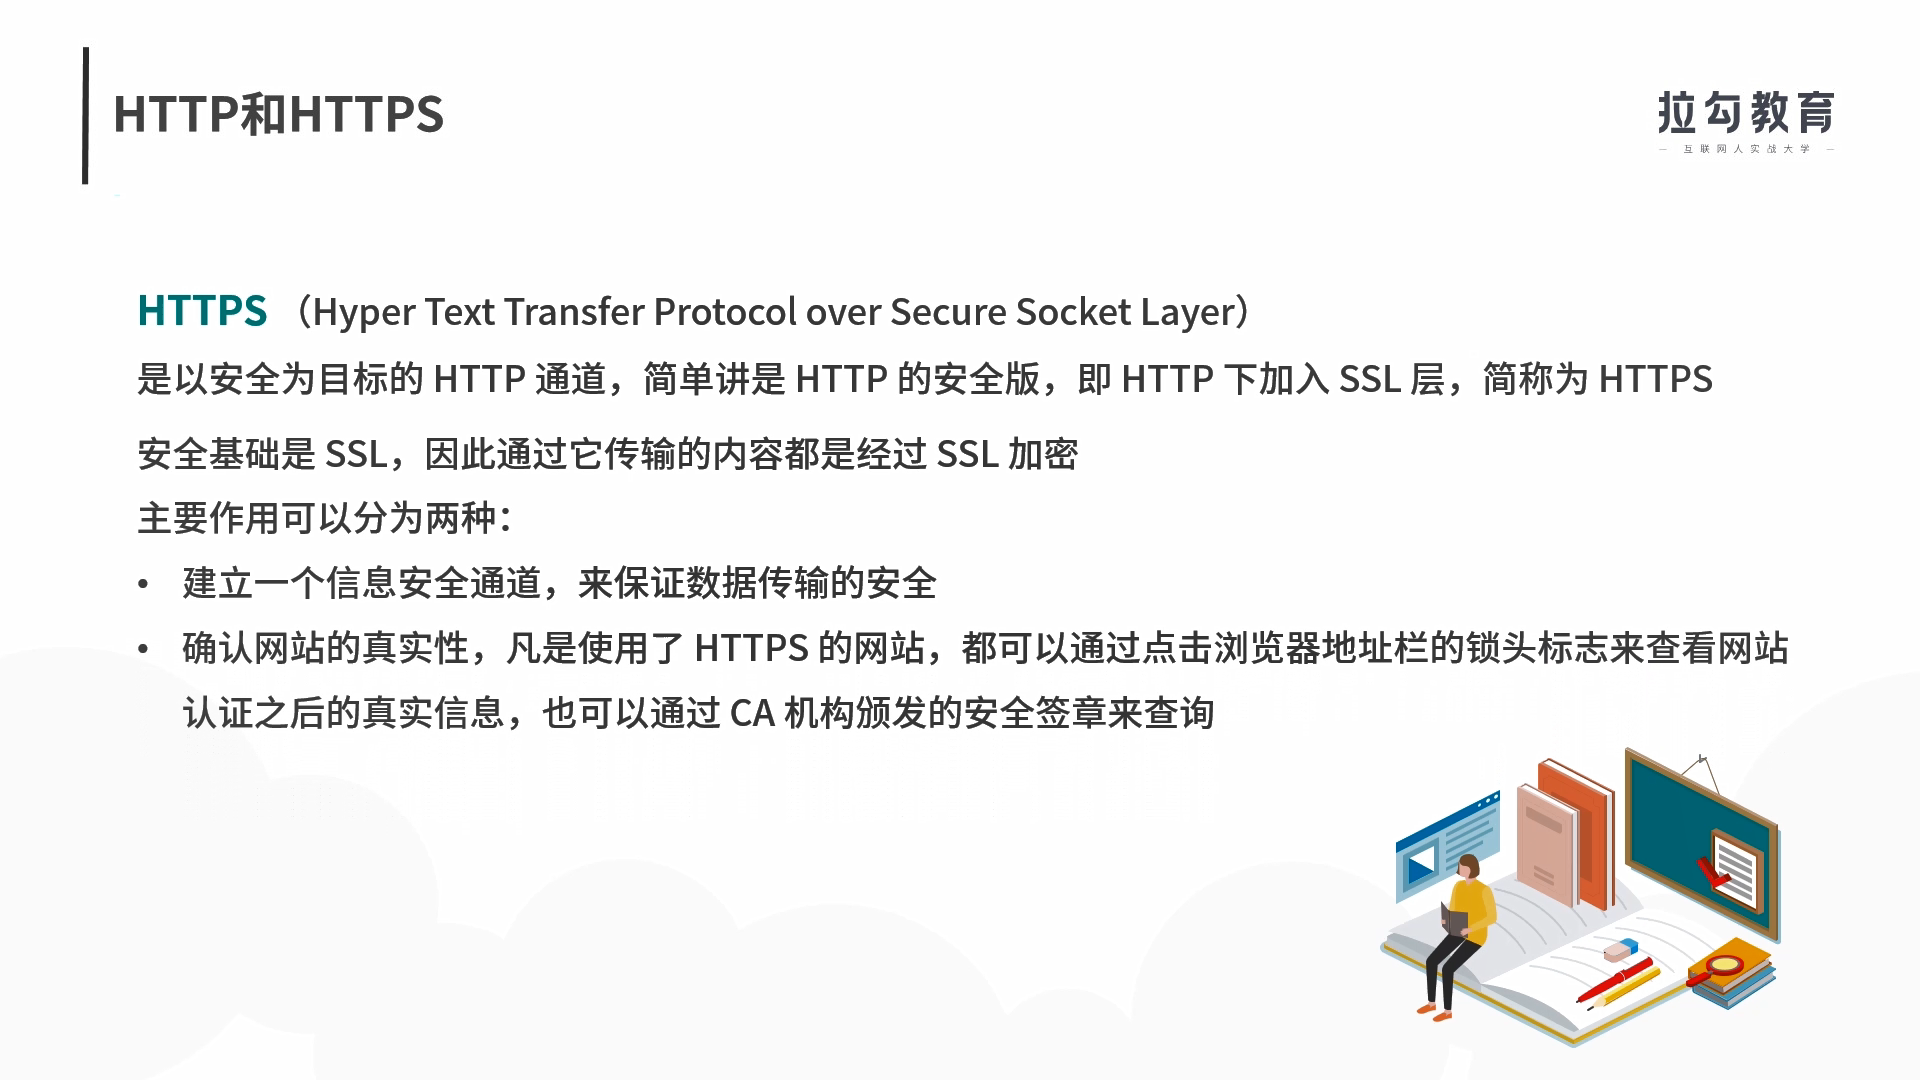 HTTP和HTTPS
拉勾教育
— 互联网人实战大学 —
HTTPS（Hyper Text Transfer Protocol over Secure Socket Layer）
是以安全为目标的 HTTP 通道，简单讲是 HTTP 的安全版，即 HTTP 下加入 SSL 层，简称为 HTTPS
安全基础是 SSL，因此通过它传输的内容都是经过 SSL 加密
主要作用可以分为两种：
• 建立一个信息安全通道，来保证数据传输的安全
• 确认网站的真实性，凡是使用了 HTTPS 的网站，都可以通过点击浏览器地址栏的锁头标志来查看网站
认证之后的真实信息，也可以通过 CA 机构颁发的安全签章来查询